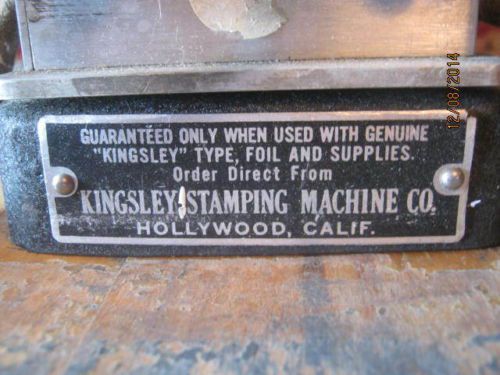 GUARANTEED ONLY WHEN USED WITH GENUINE
"KINGSLEY" TYPE, FOIL AND SUPPLIES.
Order Direct From
KINGSLEY STAMPING MACHINE CO.
HOLLYWOOD, CALIF.
12/08/2014